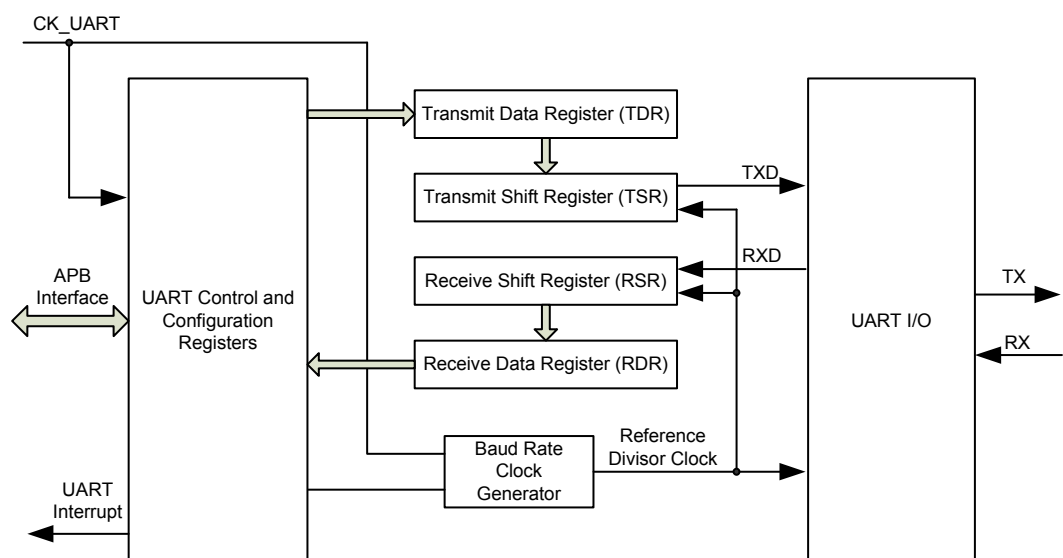 CK_UART
Transmit Data Register (TDR)
Transmit Shift Register (TSR)
TXD
RXD
Receive Shift Register (RSR)
APB
Interface
UART Control and
Configuration
Registers
UART I/O
TX
RX
Receive Data Register (RDR)
Baud Rate
Clock
Generator
Reference
Divisor Clock
UART
Interrupt